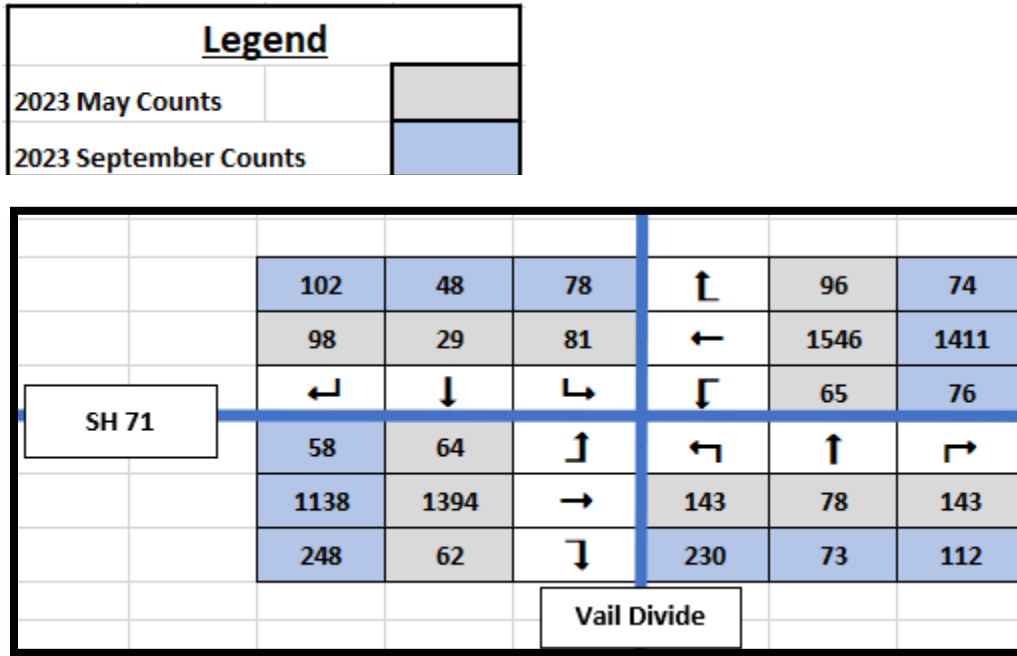 Legend
2023 May Counts
2023 September Counts
102 48 78 96 74
98 29 81 1546 1411
65 76
SH 71
58 64
1138 1394 143 78 143
248 62 230 73 112
Vail Divide